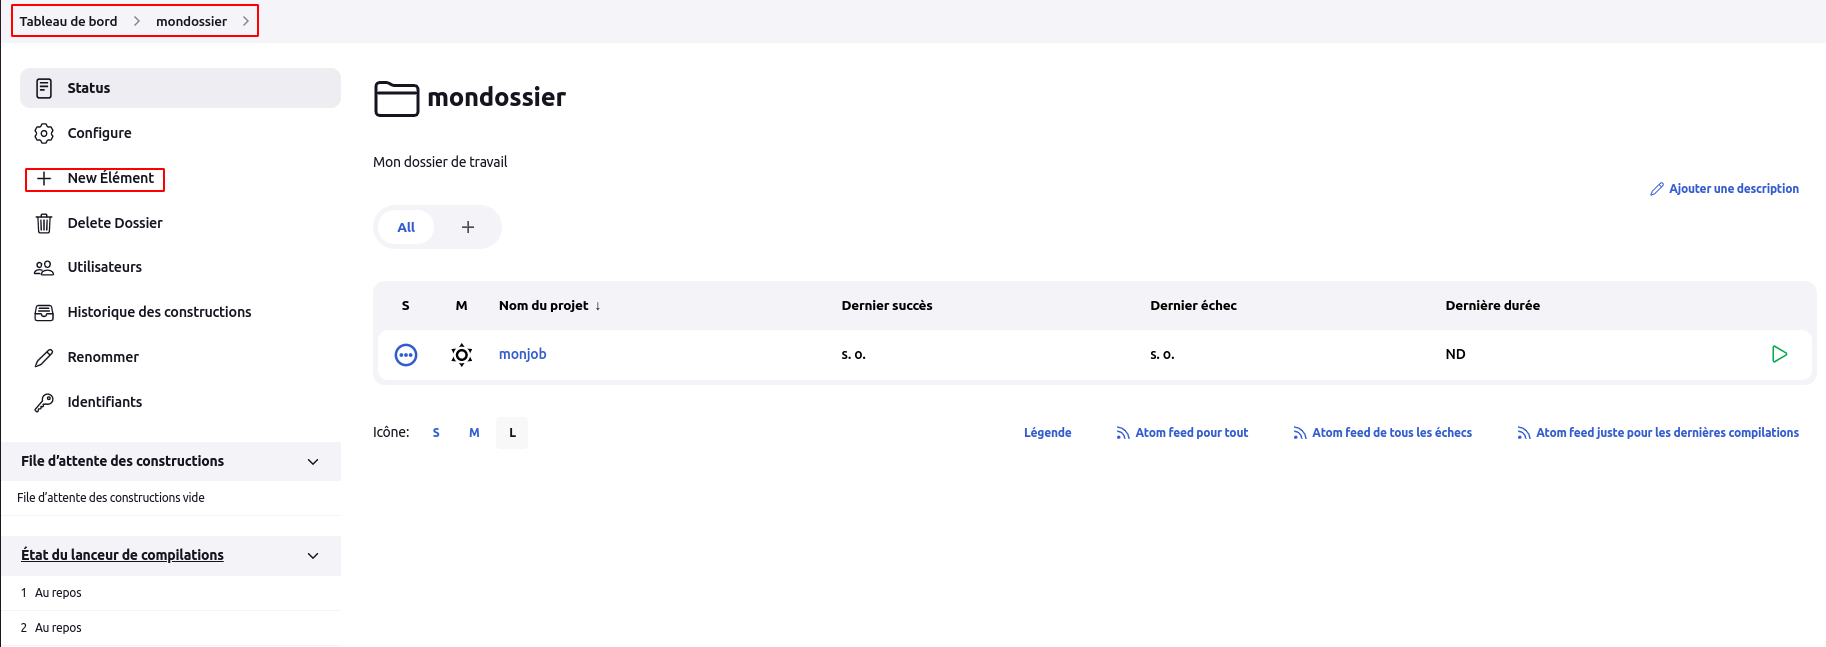 Tableau de bord > mondossier >
Status
Configure
New Élément
Delete Dossier
Utilisateurs
Historique des constructions
Renommer
Identifiants
File d’attente des constructions
File d’attente des constructions vide
État du lanceur de compilations
1 Au repos
2 Au repos
mondossier
Mon dossier de travail
Ajouter une description
All +
S M Nom du projet ↓ Dernier succès Dernier échec Dernière durée
monjob s. o. s. o. ND
Icône: S M L Légende Atom feed pour tout Atom feed de tous les échecs Atom feed juste pour les dernières compilations